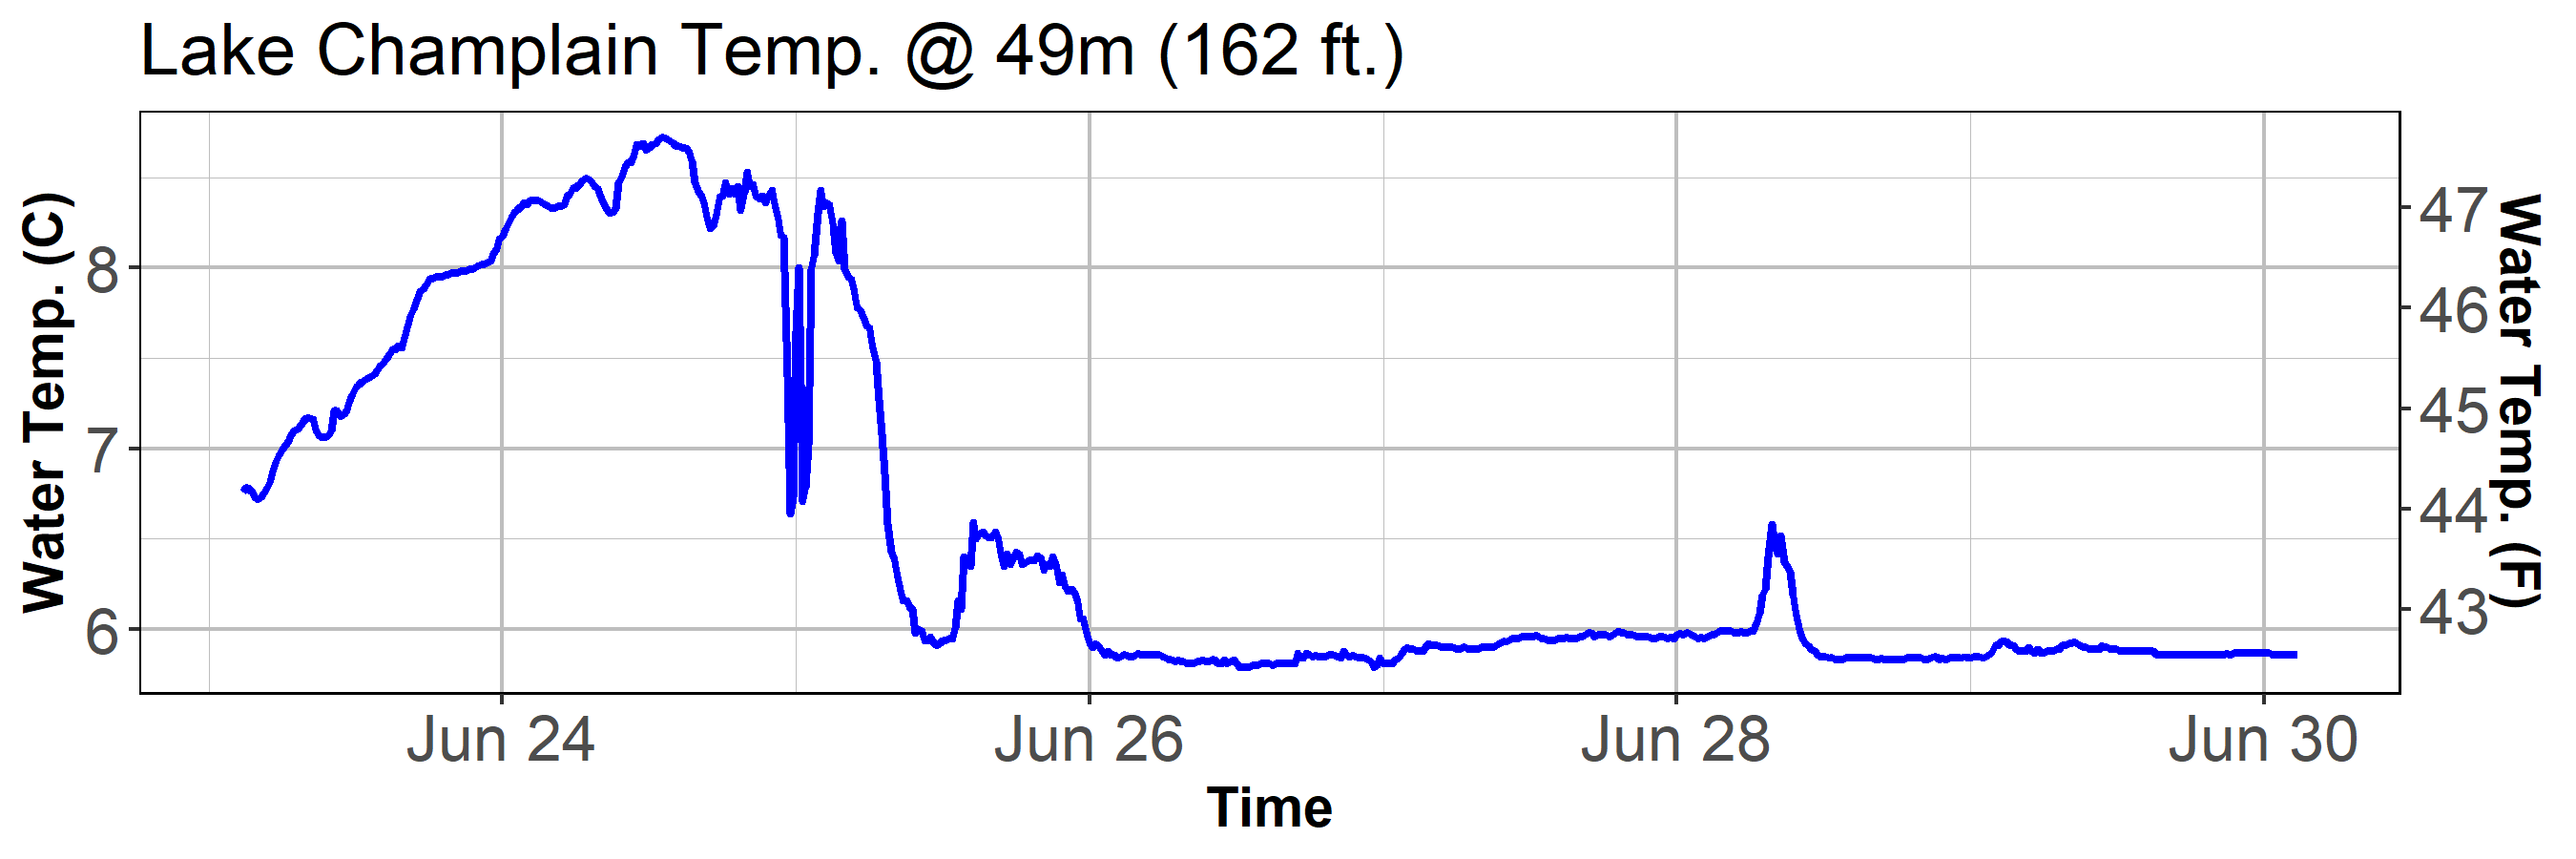 Lake Champlain Temp. @ 49m (162 ft.)
Water Temp. (C)
8
7
6
47
46
45
44
43
Water Temp. (F)
Jun 24
Jun 26
Jun 28
Jun 30
Time